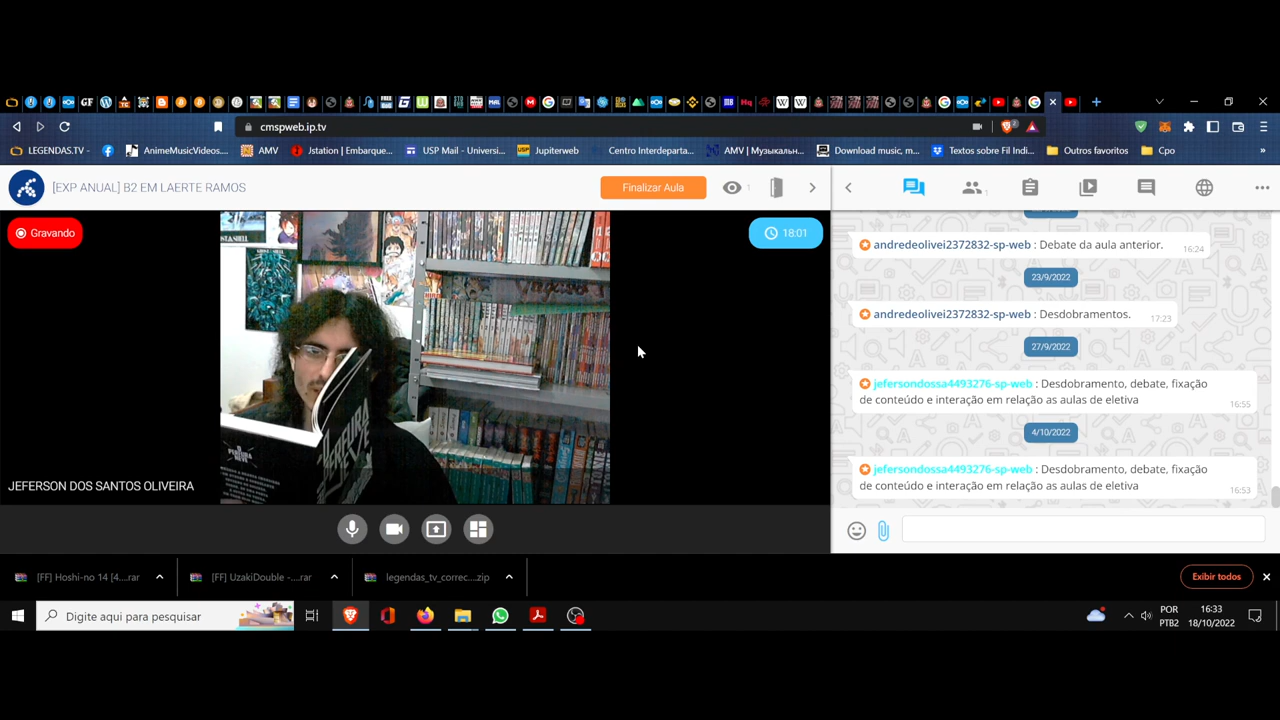 cmspweb.ip.tv
LEGENDAS.TV -
AnimeMusicVideos...
AMV
Jstation | Embarque...
USP Mail - Universi...
Jupiterweb
Centro Interdeparta...
AMV | Музыкальн...
Download music, m...
Textos sobre Fil Indi...
Outros favoritos
Cpo
[EXP ANUAL] B2 EM LAERTE RAMOS
Finalizar Aula
1
1
Gravando
18:01
JEFERSON DOS SANTOS OLIVEIRA
andredeolivei2372832-sp-web : Debate da aula anterior.
16:24
23/9/2022
andredeolivei2372832-sp-web : Desdobramentos.
17:23
27/9/2022
jefersondossa4493276-sp-web : Desdobramento, debate, fixação
de conteúdo e interação em relação as aulas de eletiva
16:55
4/10/2022
jefersondossa4493276-sp-web : Desdobramento, debate, fixação
de conteúdo e interação em relação as aulas de eletiva
16:53
[FF] Hoshi-no 14 [4....rar
[FF] UzakiDouble -....rar
legendas_tv_correc....zip
Exibir todos
Digite aqui para pesquisar
POR
PTB2
16:33
18/10/2022